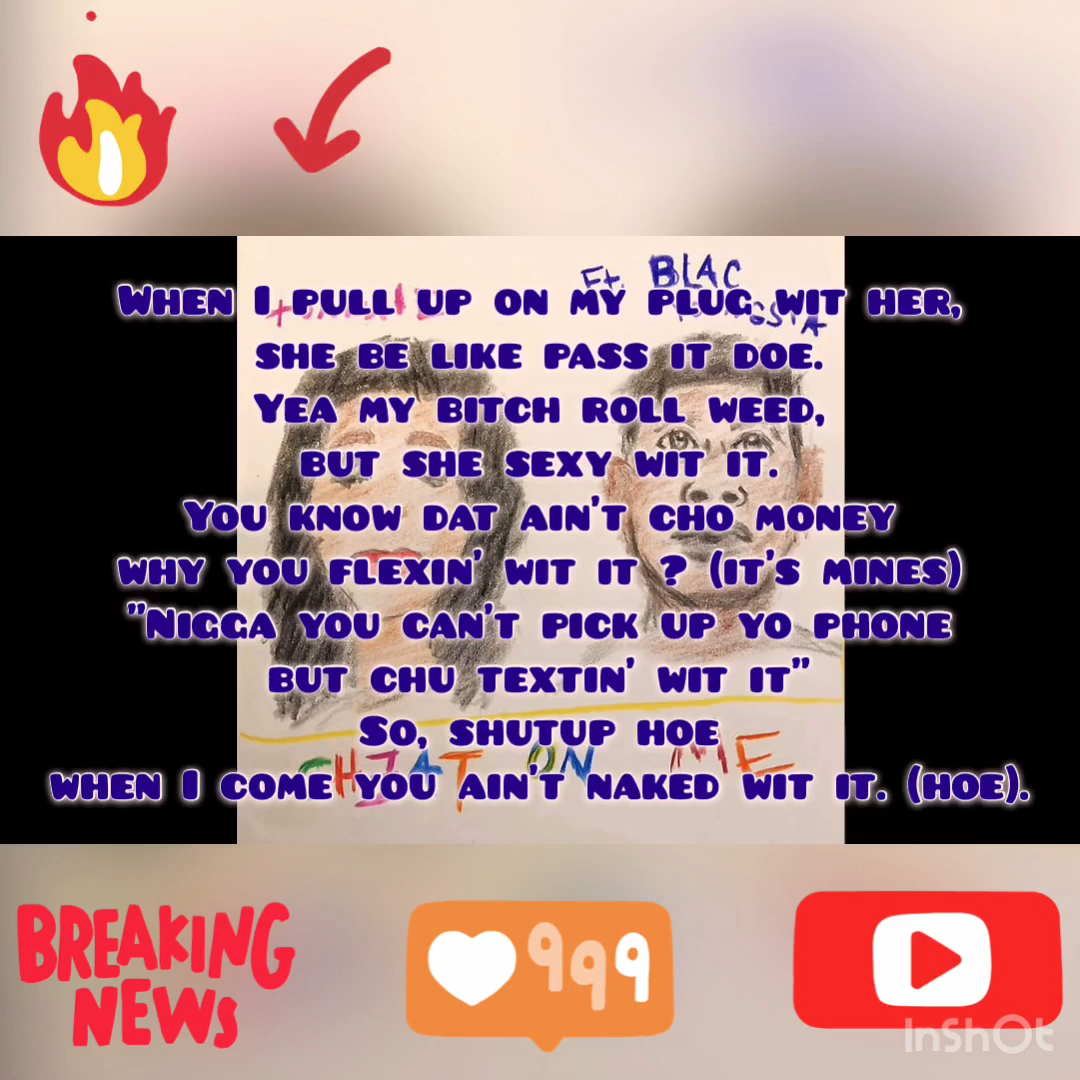 Ft. BLAC
When I pull up on my plug wit her,
she be like pass it doe.
Yea my bitch roll weed,
but she sexy wit it.
You know dat ain't cho money
why you flexin' wit it ? (it's mines)
"Nigga you can't pick up yo phone
but chu textin' wit it"
So, shutup hoe
CHEAT ON ME
when I come you ain't naked wit it. (hoe).
BREAKING
NEWS
999
InShOt